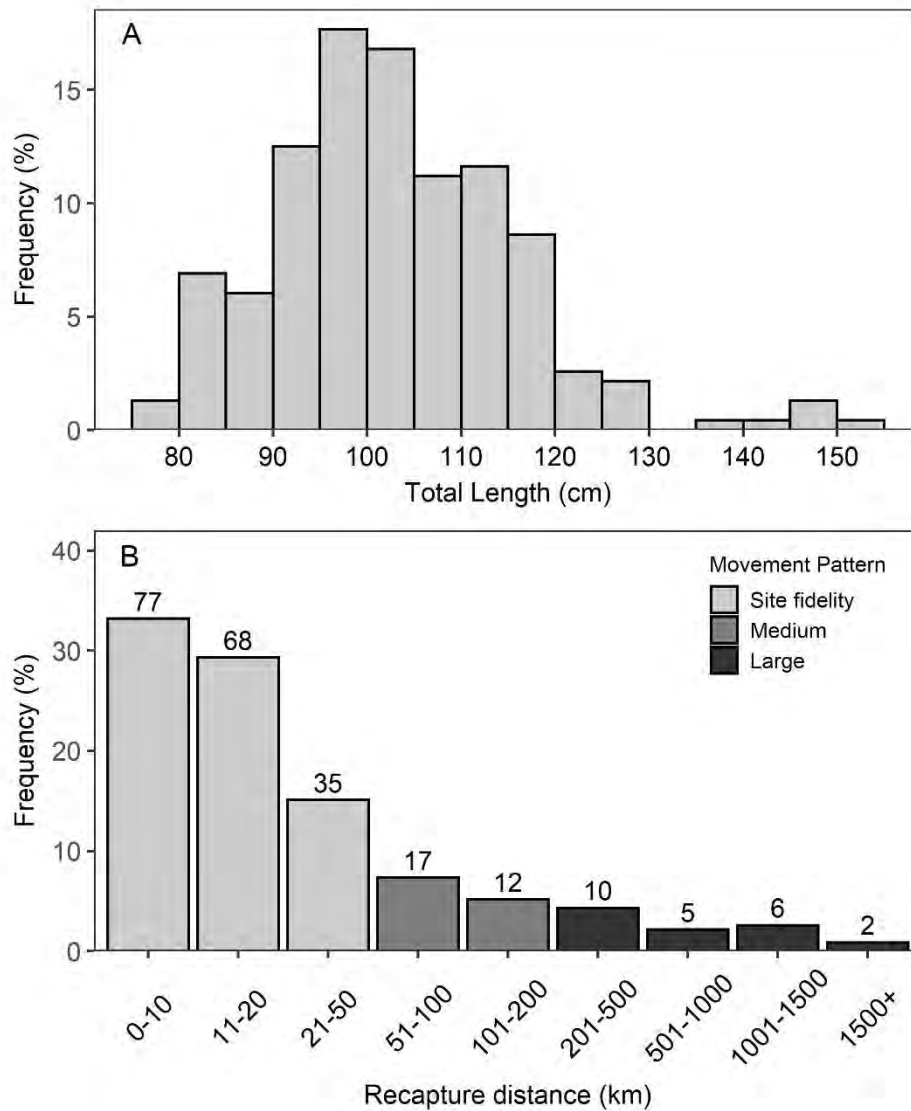 A
Frequency (%)
15
10
5
0
80 90 100 110 120 130 140 150
Total Length (cm)
B
Frequency (%)
40
30
20
10
0
77
68
35
17
12
10
5
6
2
Movement Pattern
Site fidelity
Medium
Large
0-10
11-20
21-50
51-100
101-200
201-500
501-1000
1001-1500
1500+
Recapture distance (km)